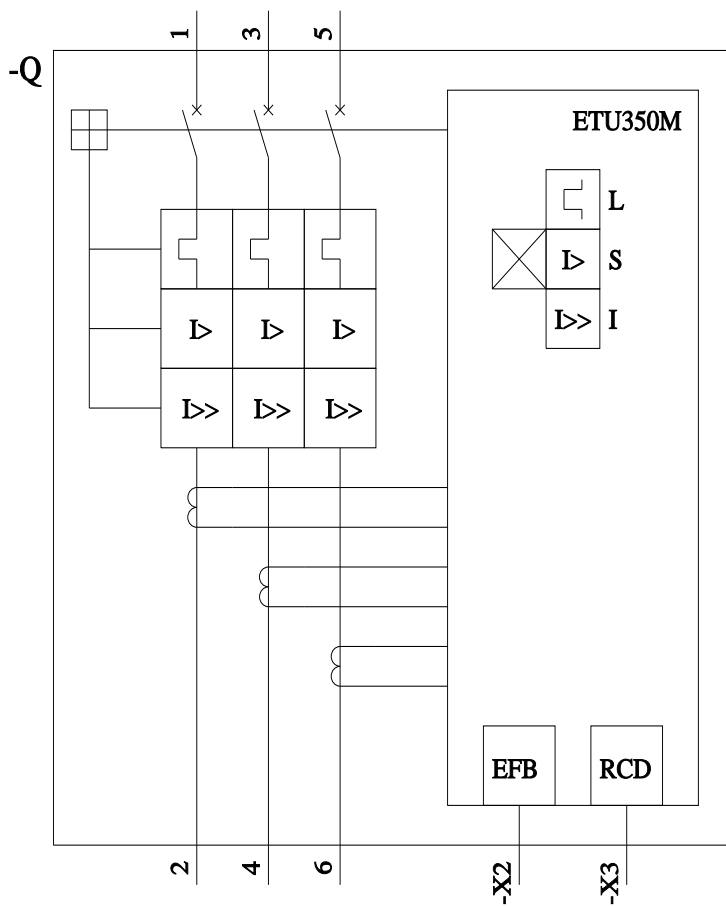 1 3 5
-Q
ETU350M
L
I> S
I>> I
I> I> I>
I>> I>> I>>
EFB RCD
2 4 6 -X2 -X3